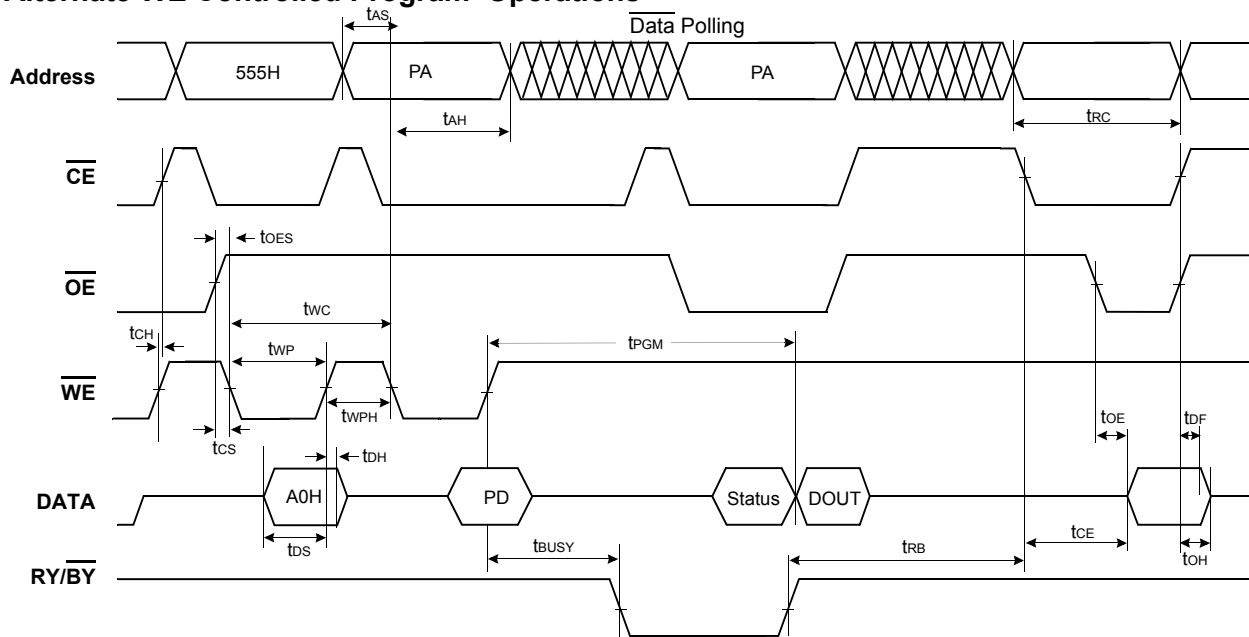 Alternate WE Controlled Program Operations
tAS
Data Polling
Address
555H
PA
PA
tAH
tRC
CE
tOES
OE
tWC
tCH
tWP
tPGM
WE
tWPH
tOE
tDF
tCS
tDH
DATA
A0H
PD
Status
DOUT
tDS
tBUSY
tRB
tCE
tOH
RY/BY